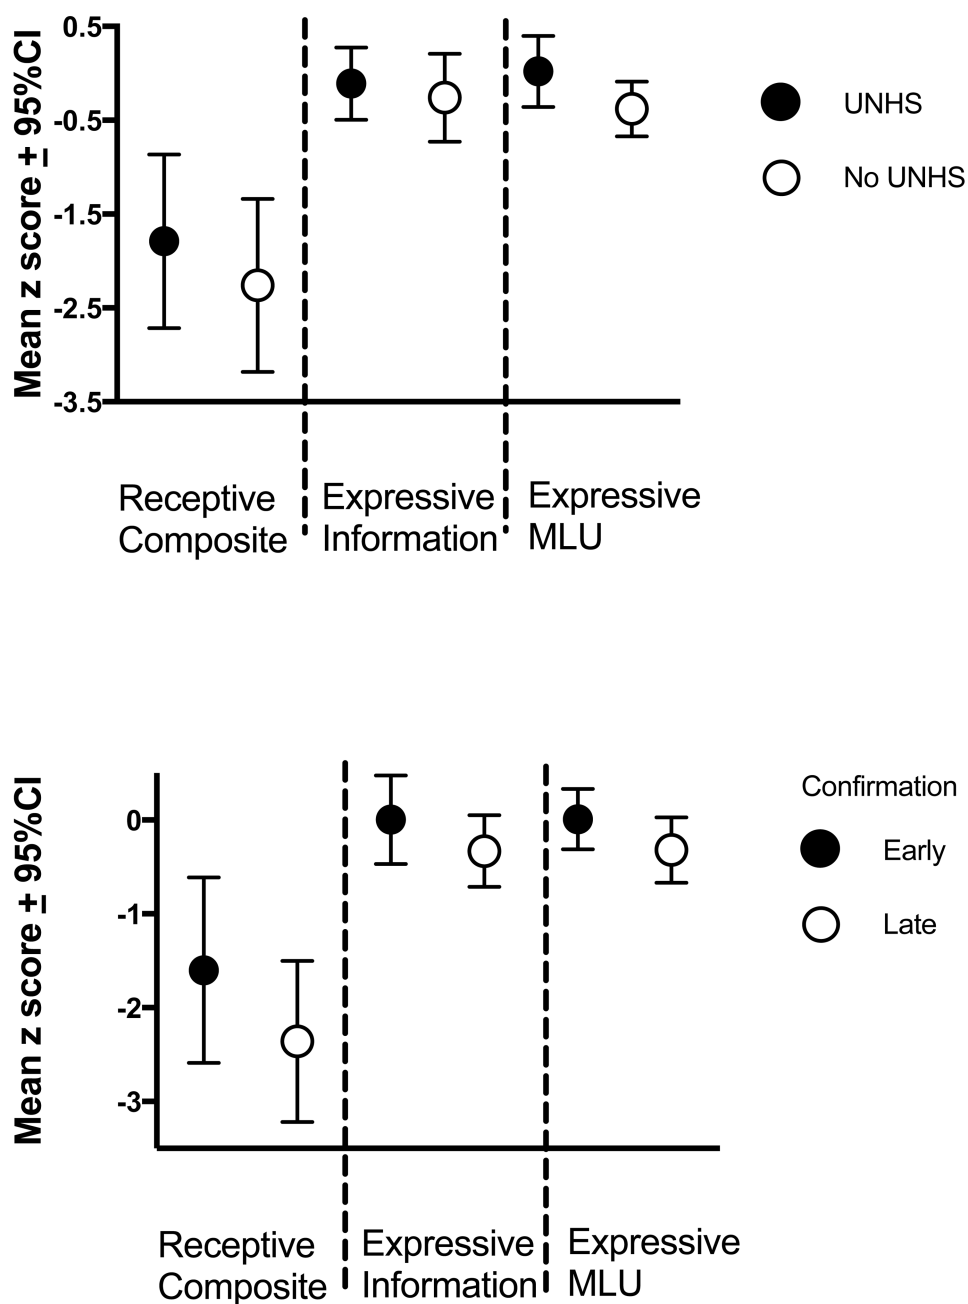 Mean z score ± 95%CI
0.5
-0.5
-1.5
-2.5
-3.5
UNHS
No UNHS
Receptive
Composite
Expressive
Information
Expressive
MLU
Mean z score ± 95%CI
0
-1
-2
-3
Confirmation
Early
Late
Receptive
Composite
Expressive
Information
Expressive
MLU